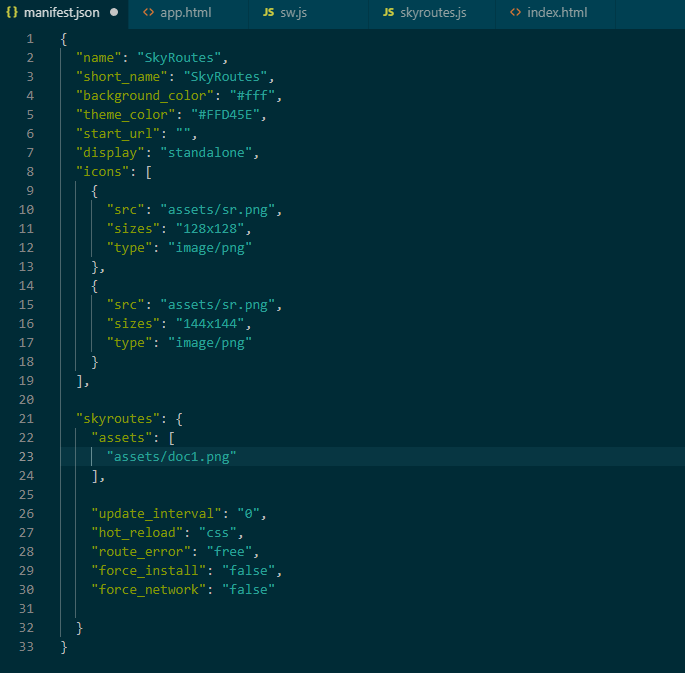 {} manifest.json ● <> app.html JS sw.js JS skyroutes.js <> index.html
1 {
2 "name": "SkyRoutes",
3 "short_name": "SkyRoutes",
4 "background_color": "#fff",
5 "theme_color": "#FFD45E",
6 "start_url": "",
7 "display": "standalone",
8 "icons": [
9 {
10 "src": "assets/sr.png",
11 "sizes": "128x128",
12 "type": "image/png"
13 },
14 {
15 "src": "assets/sr.png",
16 "sizes": "144x144",
17 "type": "image/png"
18 }
19 ],
20
21 "skyroutes": {
22 "assets": [
23 "assets/doc1.png"
24 ],
25
26 "update_interval": "0",
27 "hot_reload": "css",
28 "route_error": "free",
29 "force_install": "false",
30 "force_network": "false"
31
32 }
33 }